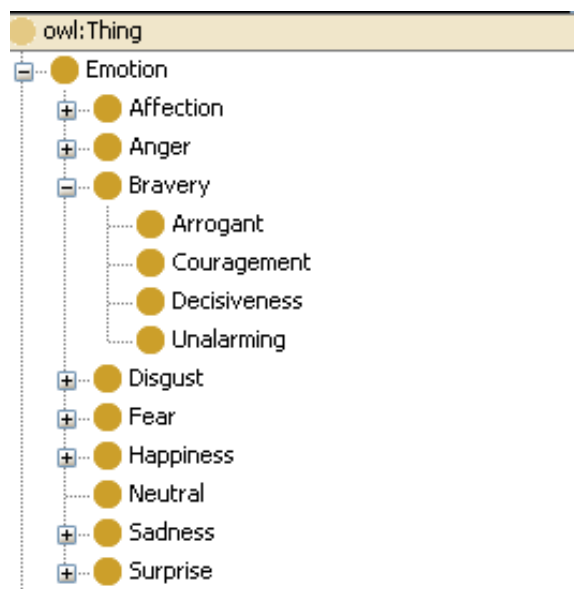 owl:Thing
Emotion
Affection
Anger
Bravery
Arrogant
Couragement
Decisiveness
Unalarming
Disgust
Fear
Happiness
Neutral
Sadness
Surprise